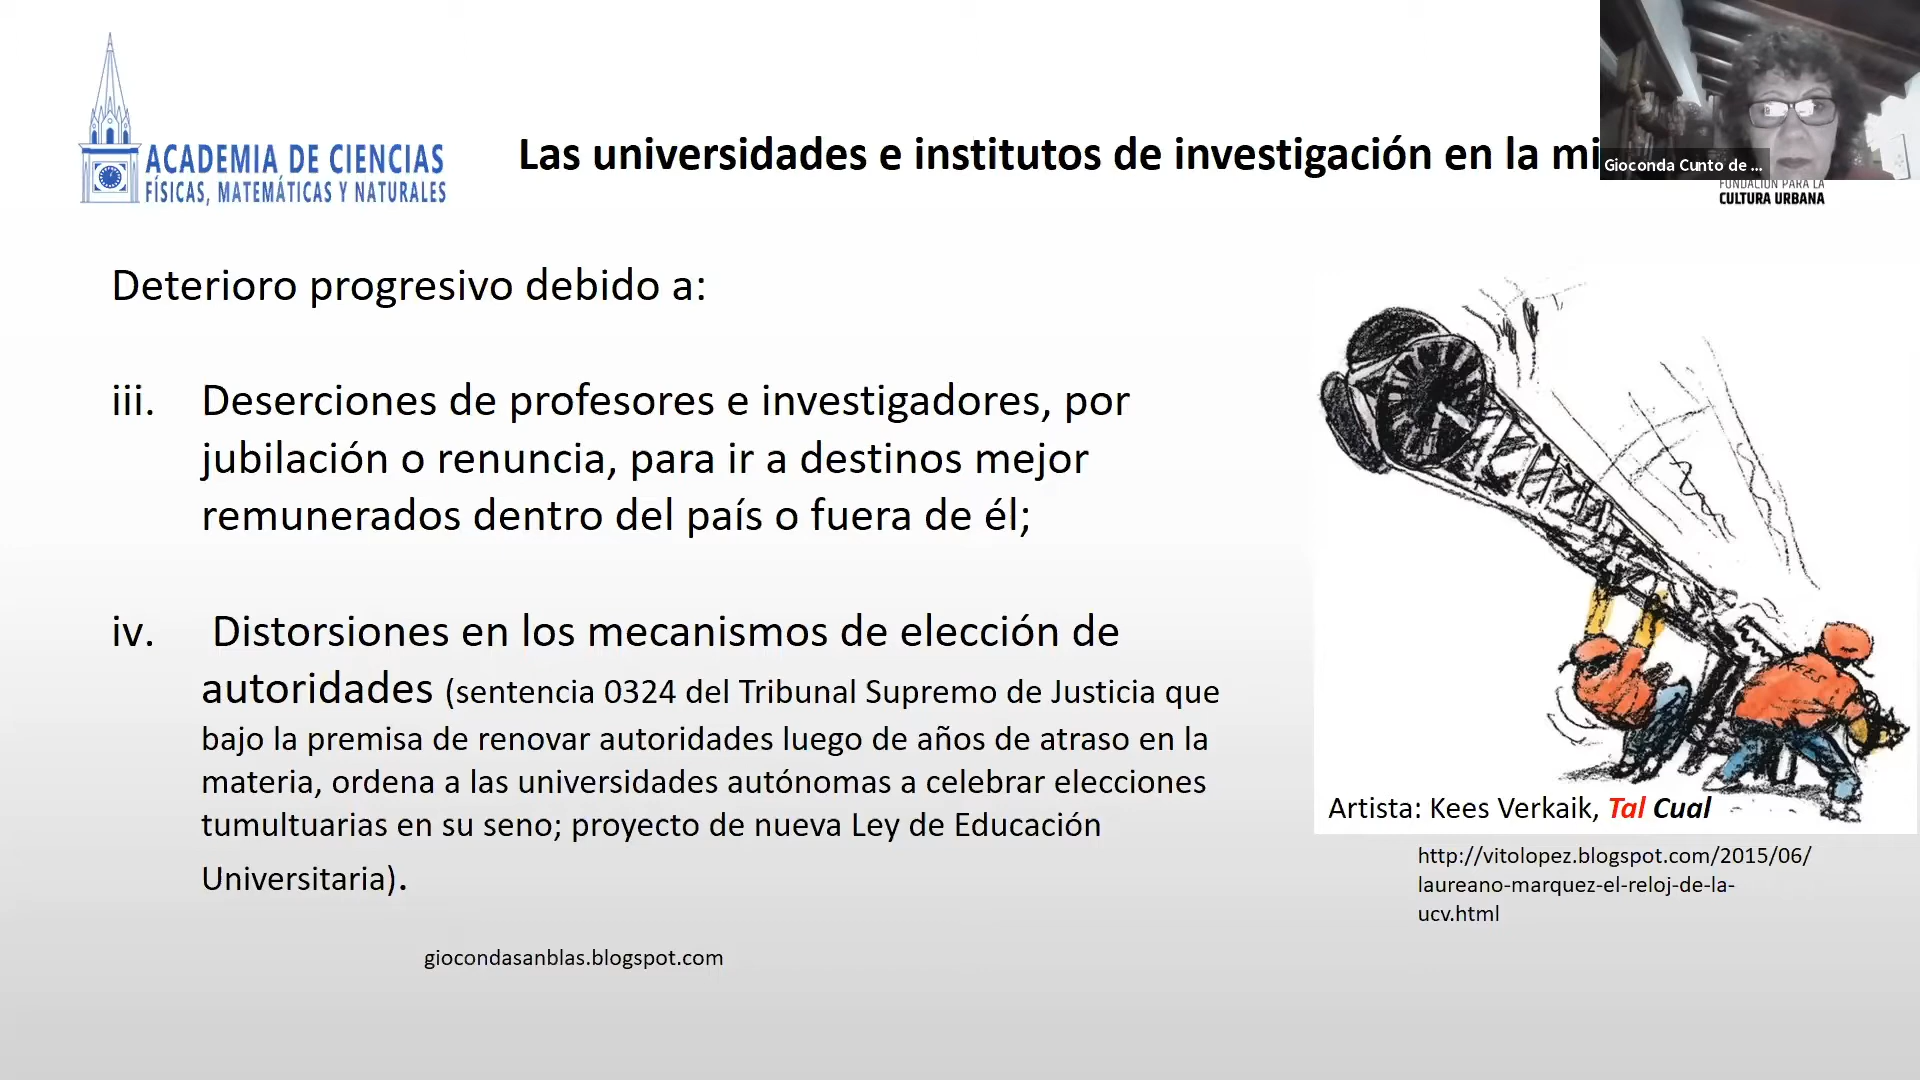 ACADEMIA DE CIENCIAS
FÍSICAS, MATEMÁTICAS Y NATURALES
Las universidades e institutos de investigación en la mi
Gioconda Cunto de ...
FUNDACIÓN PARA LA
CULTURA URBANA
Deterioro progresivo debido a:
iii. Deserciones de profesores e investigadores, por
jubilación o renuncia, para ir a destinos mejor
remunerados dentro del país o fuera de él;
iv. Distorsiones en los mecanismos de elección de
autoridades (sentencia 0324 del Tribunal Supremo de Justicia que
bajo la premisa de renovar autoridades luego de años de atraso en la
materia, ordena a las universidades autónomas a celebrar elecciones
tumultuarias en su seno; proyecto de nueva Ley de Educación
Universitaria).
Artista: Kees Verkaik, Tal Cual
http://vitolopez.blogspot.com/2015/06/
laureano-marquez-el-reloj-de-la-
ucv.html
giocondasanblas.blogspot.com